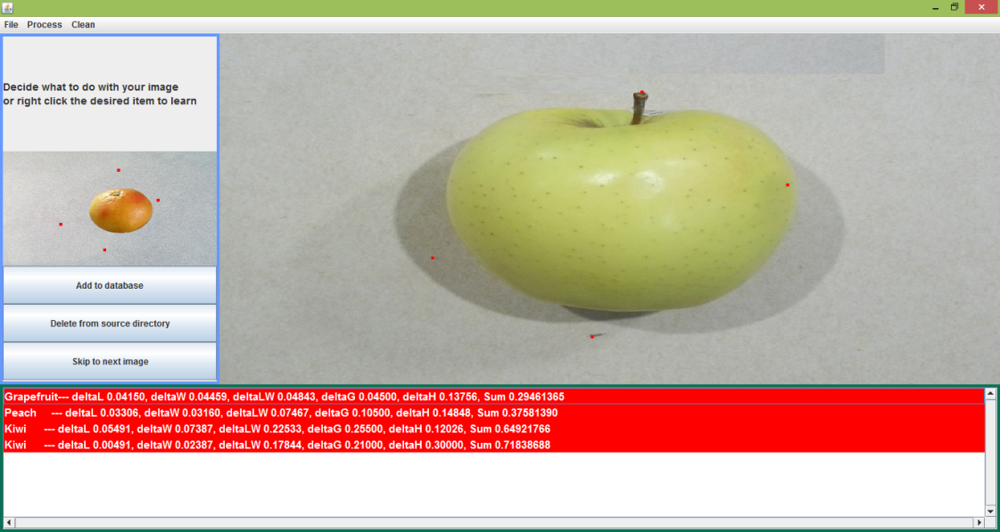 File Process Clean
Decide what to do with your image
or right click the desired item to learn
Add to database
Delete from source directory
Skip to next image
Grapefruit--- deltaL 0.04150, deltaW 0.04459, deltaLW 0.04843, deltaG 0.04500, deltaH 0.13756, Sum 0.29461365
Peach --- deltaL 0.03306, deltaW 0.03160, deltaLW 0.07467, deltaG 0.10500, deltaH 0.14848, Sum 0.37581390
Kiwi --- deltaL 0.05491, deltaW 0.07387, deltaLW 0.22533, deltaG 0.25500, deltaH 0.12026, Sum 0.64921766
Kiwi --- deltaL 0.00491, deltaW 0.02387, deltaLW 0.17844, deltaG 0.21000, deltaH 0.30000, Sum 0.71838688